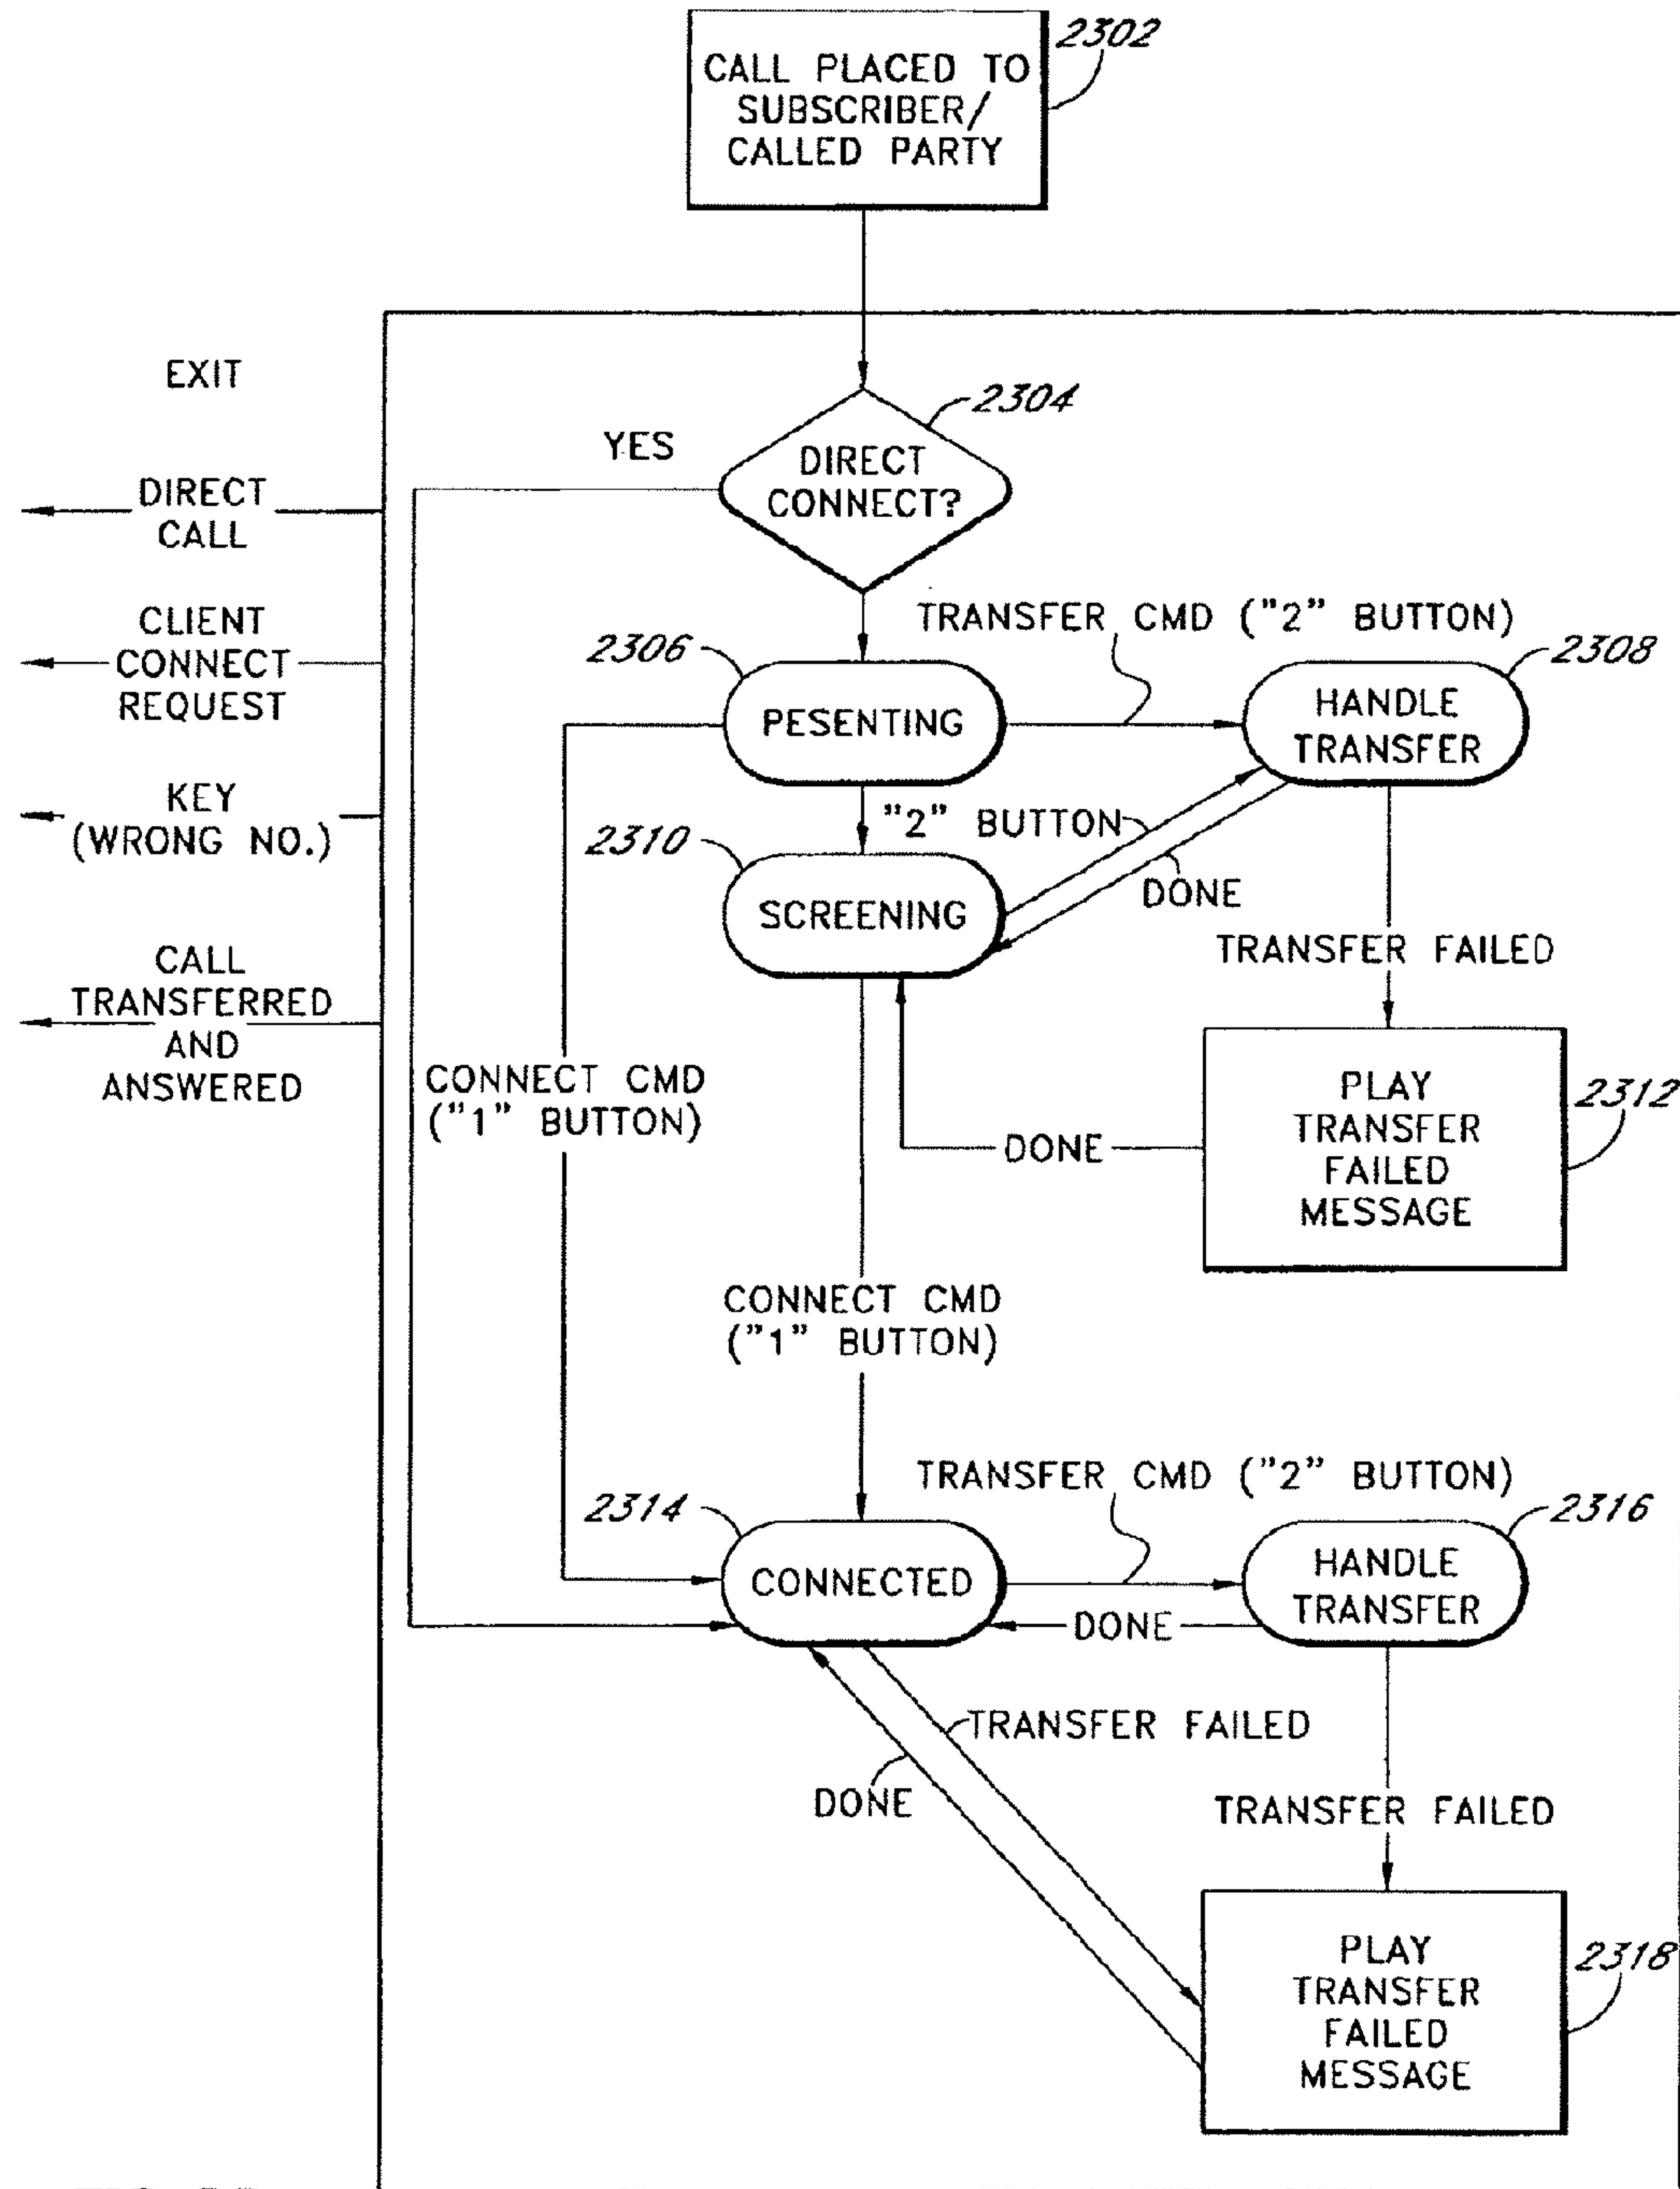 2302
CALL PLACED TO
SUBSCRIBER/
CALLED PARTY
EXIT
DIRECT
CALL
CLIENT
CONNECT
REQUEST
KEY
(WRONG NO.)
CALL
TRANSFERRED
AND
ANSWERED
2304
YES
DIRECT
CONNECT?
TRANSFER CMD ("2" BUTTON)
2306
PESENTING
2308
HANDLE
TRANSFER
"2" BUTTON
DONE
2310
SCREENING
TRANSFER FAILED
2312
PLAY
TRANSFER
FAILED
MESSAGE
DONE
CONNECT CMD
("1" BUTTON)
CONNECT CMD
("1" BUTTON)
TRANSFER CMD ("2" BUTTON)
2314
CONNECTED
2316
HANDLE
TRANSFER
DONE
TRANSFER FAILED
DONE
TRANSFER FAILED
2318
PLAY
TRANSFER
FAILED
MESSAGE